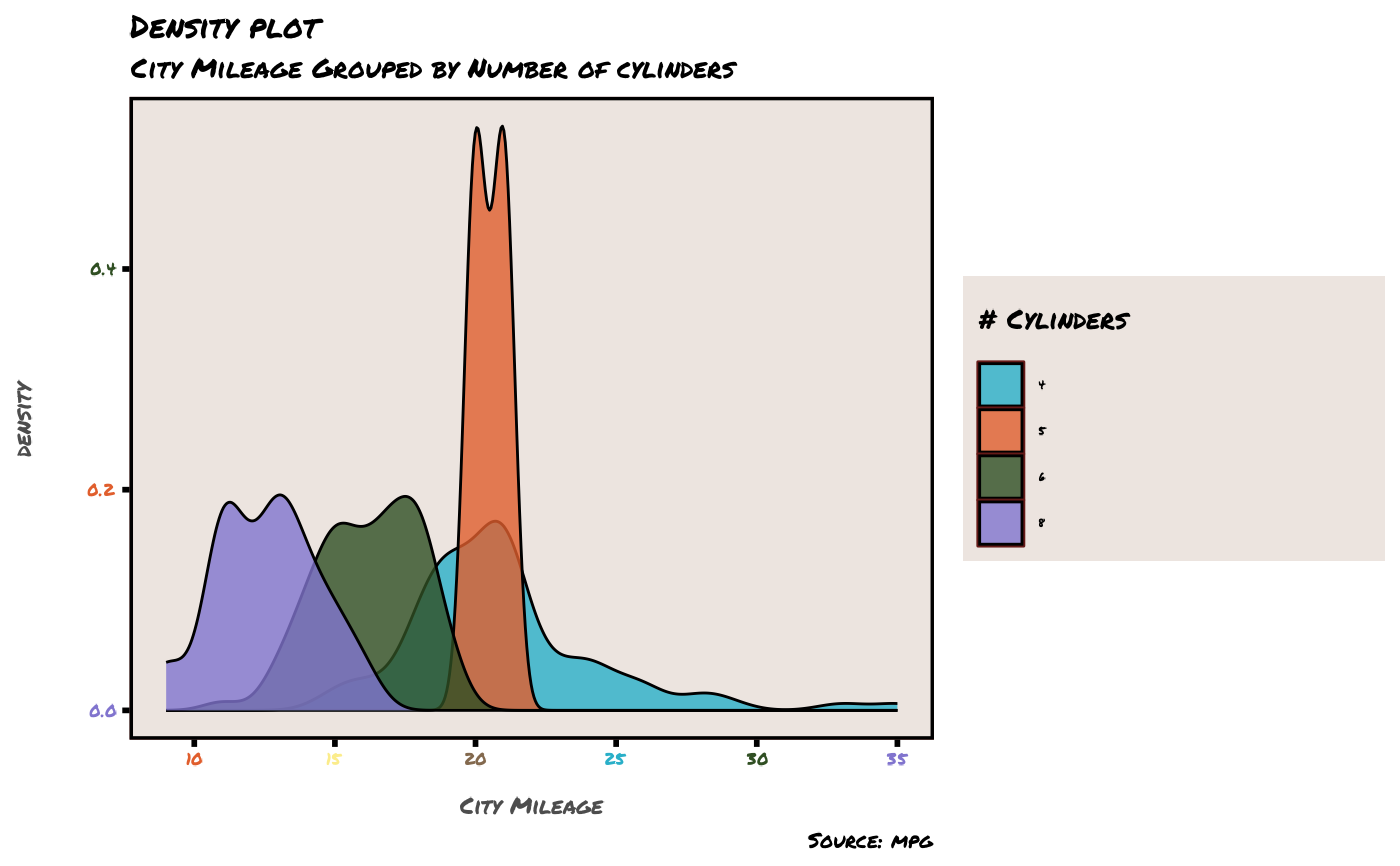 Density plot
City Mileage Grouped by Number of cylinders
0.4
0.2
0.0
density
10 15 20 25 30 35
City Mileage
Source: mpg
# Cylinders
4
5
6
8